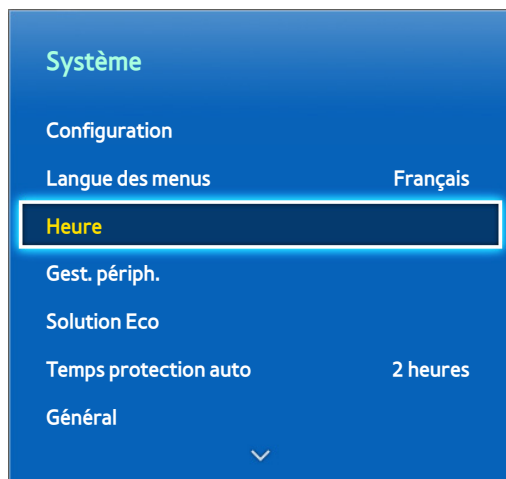 Système
Configuration
Langue des menus Français
Heure
Gest. périph.
Solution Eco
Temps protection auto 2 heures
Général